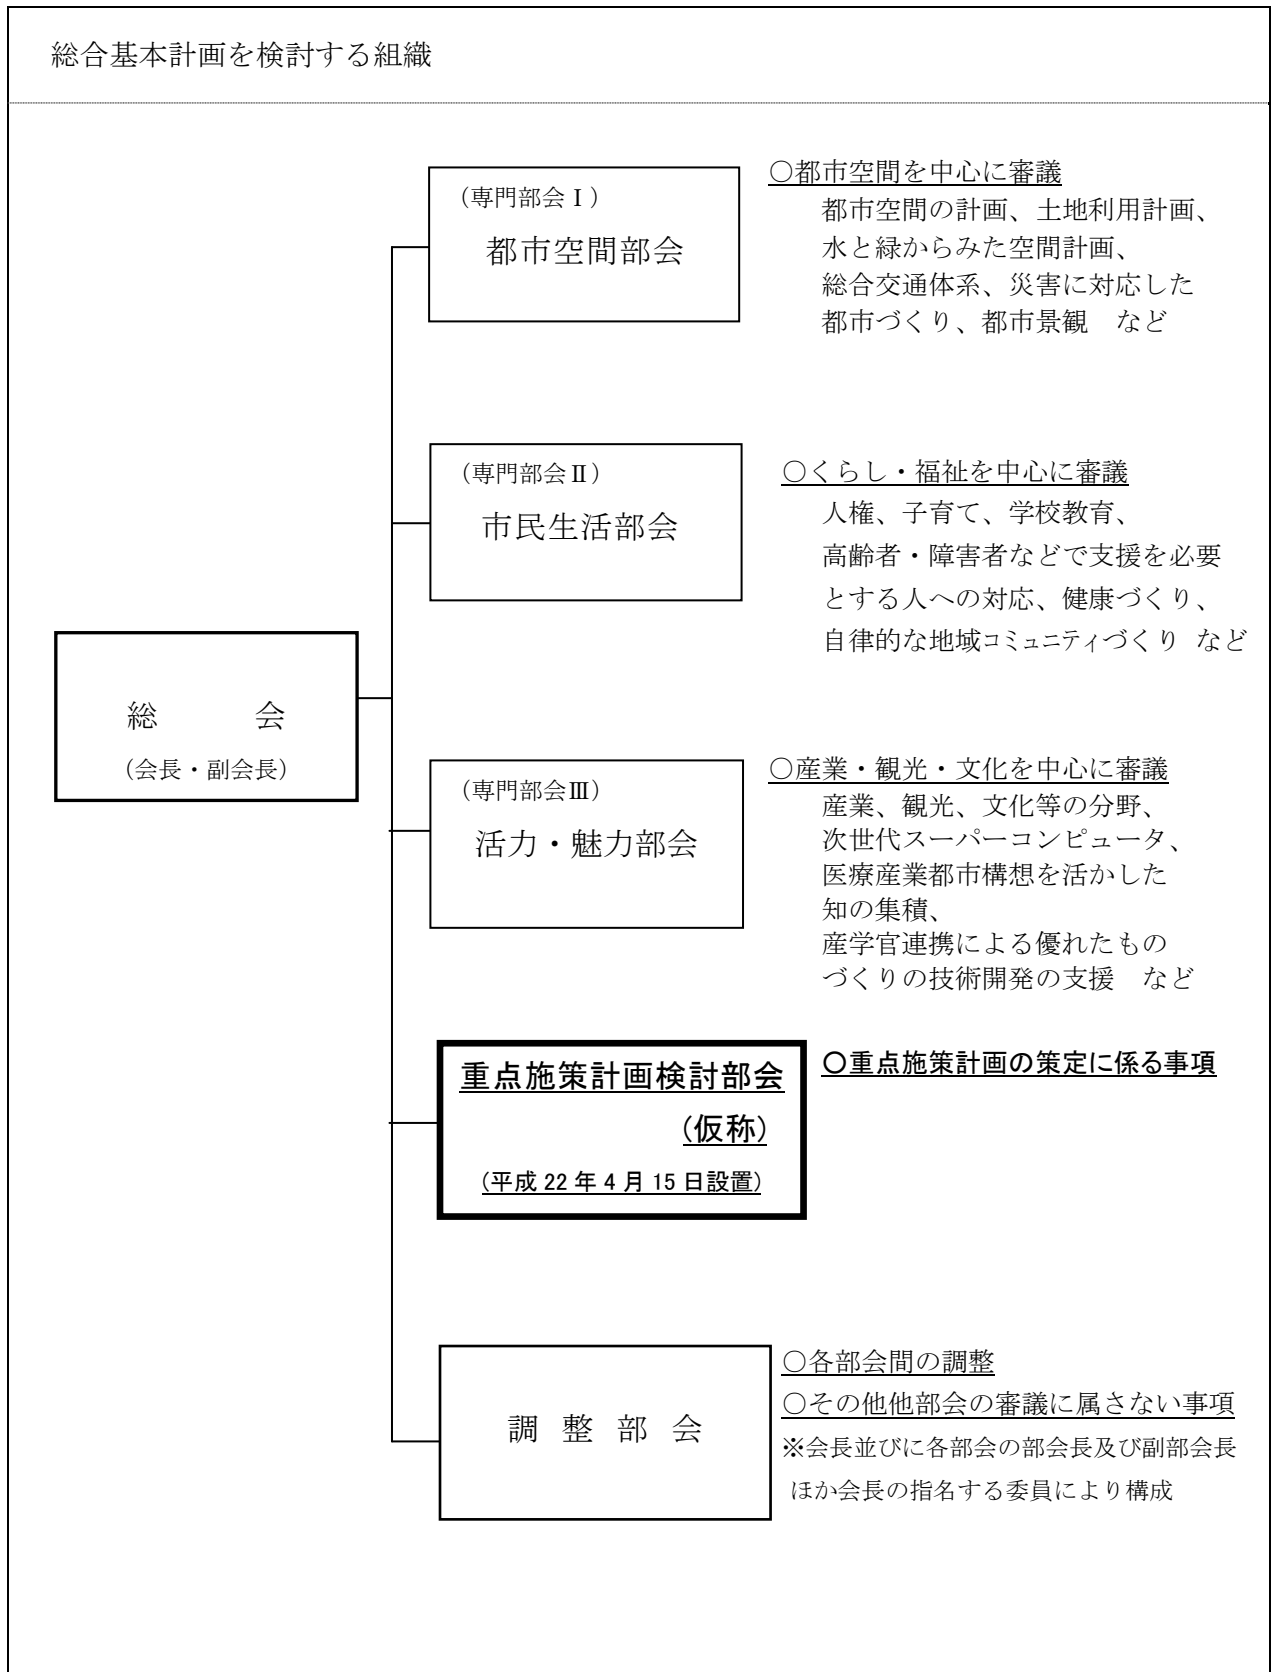 総合基本計画を検討する組織
(専門部会Ⅰ)
都市空間部会
○都市空間を中心に審議
都市空間の計画、土地利用計画、
水と緑からみた空間計画、
総合交通体系、災害に対応した
都市づくり、都市景観　など
(専門部会Ⅱ)
市民生活部会
○くらし・福祉を中心に審議
人権、子育て、学校教育、
高齢者・障害者などで支援を必要
とする人への対応、健康づくり、
自律的な地域コミュニティづくり など
総　　　会
(会長・副会長)
(専門部会Ⅲ)
活力・魅力部会
○産業・観光・文化を中心に審議
産業、観光、文化等の分野、
次世代スーパーコンピュータ、
医療産業都市構想を活かした
知の集積、
産学官連携による優れたもの
づくりの技術開発の支援　など
重点施策計画検討部会
(仮称)
(平成 22 年 4 月 15 日設置)
○重点施策計画の策定に係る事項
調 整 部 会
○各部会間の調整
○その他他部会の審議に属さない事項
※会長並びに各部会の部会長及び副部会長
ほか会長の指名する委員により構成